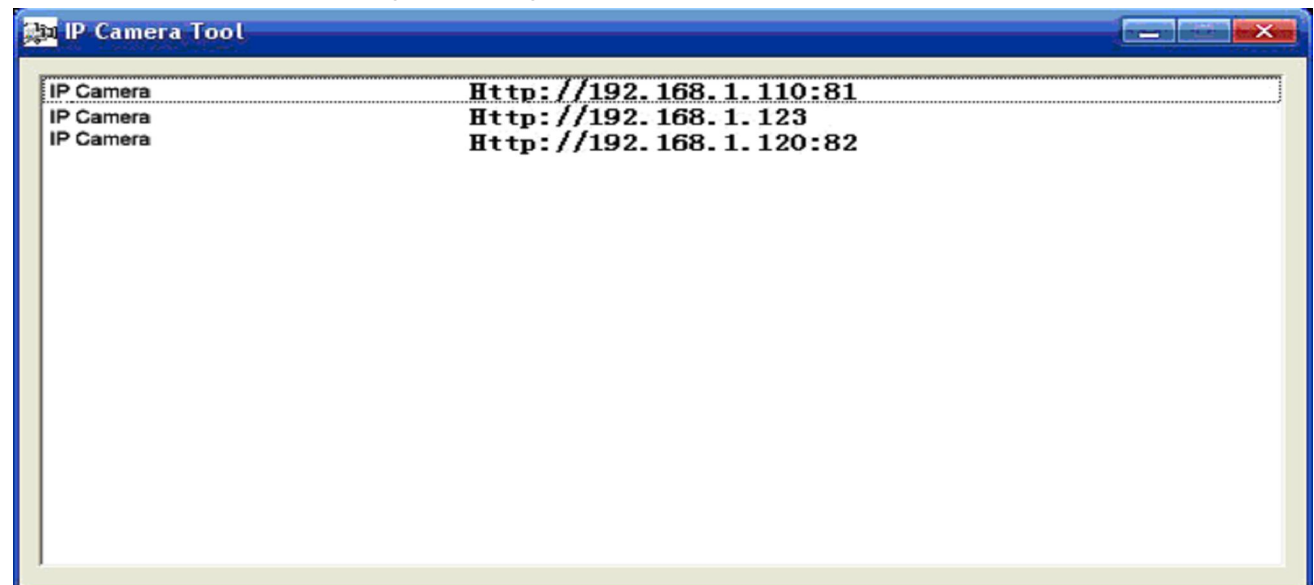 IP Camera Tool
IP Camera Http://192.168.1.110:81
IP Camera Http://192.168.1.123
IP Camera Http://192.168.1.120:82